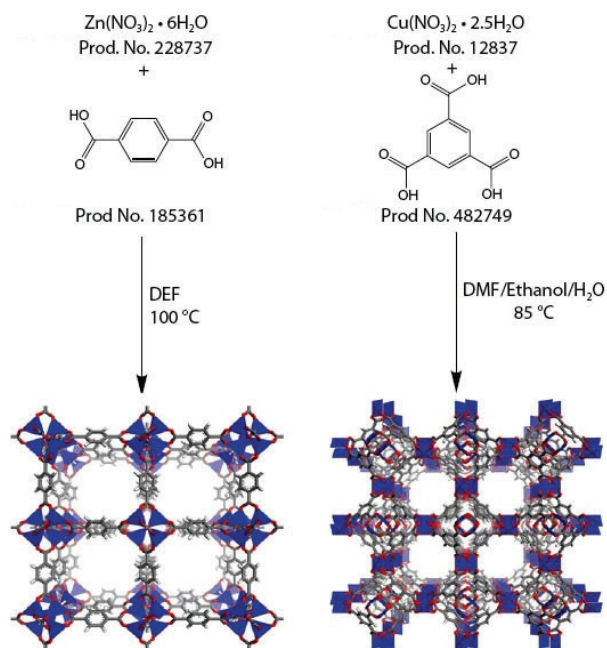 Zn(NO₃)₂ • 6H₂O
Prod. No. 228737
+
HO
O
O
OH
Prod No. 185361
DEF
100 °C
Cu(NO₃)₂ • 2.5H₂O
Prod. No. 12837
+
O
OH
O
OH
O
OH
Prod No. 482749
DMF/Ethanol/H₂O
85 °C